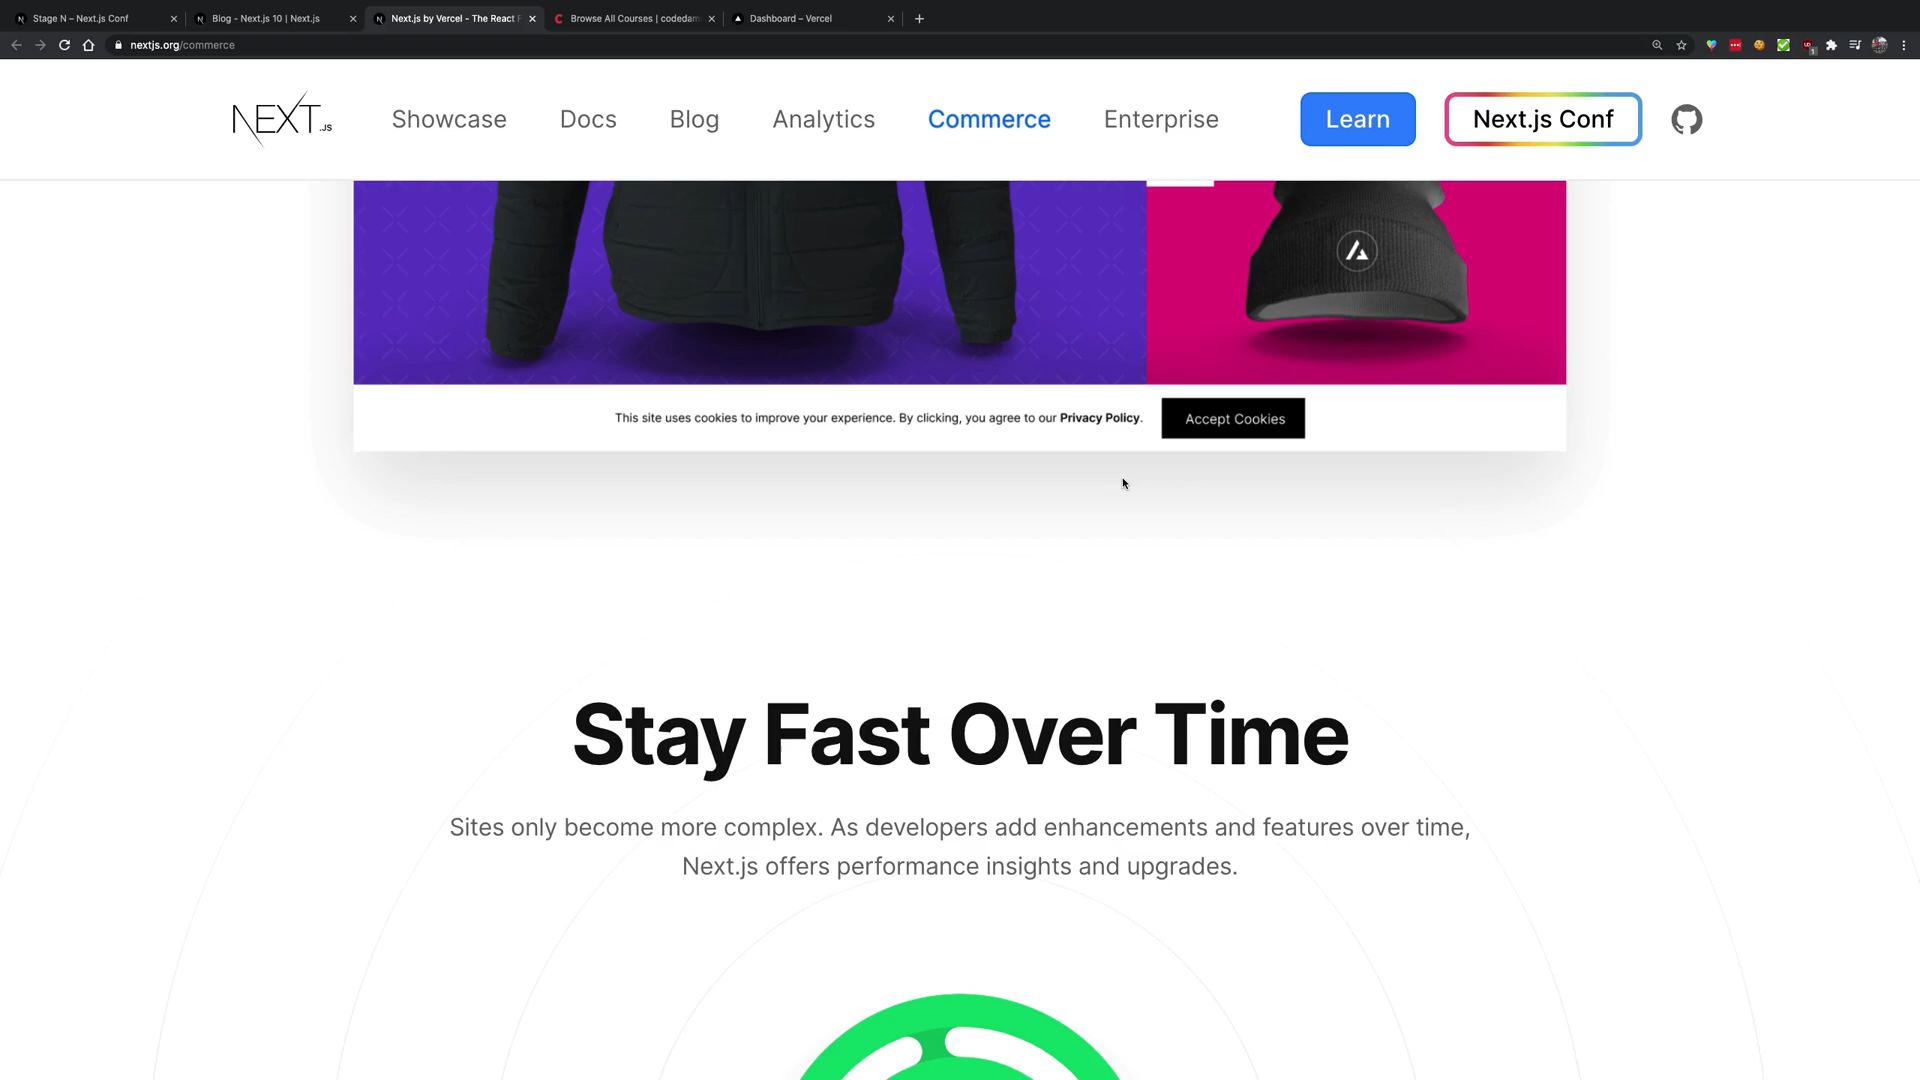 Stage N – Next.js Conf
Blog - Next.js 10 | Next.js
Next.js by Vercel - The React F
Browse All Courses | codedam
Dashboard – Vercel
nextjs.org/commerce
NEXT.JS
Showcase
Docs
Blog
Analytics
Commerce
Enterprise
Learn
Next.js Conf
This site uses cookies to improve your experience. By clicking, you agree to our Privacy Policy.
Accept Cookies
Stay Fast Over Time
Sites only become more complex. As developers add enhancements and features over time,
Next.js offers performance insights and upgrades.